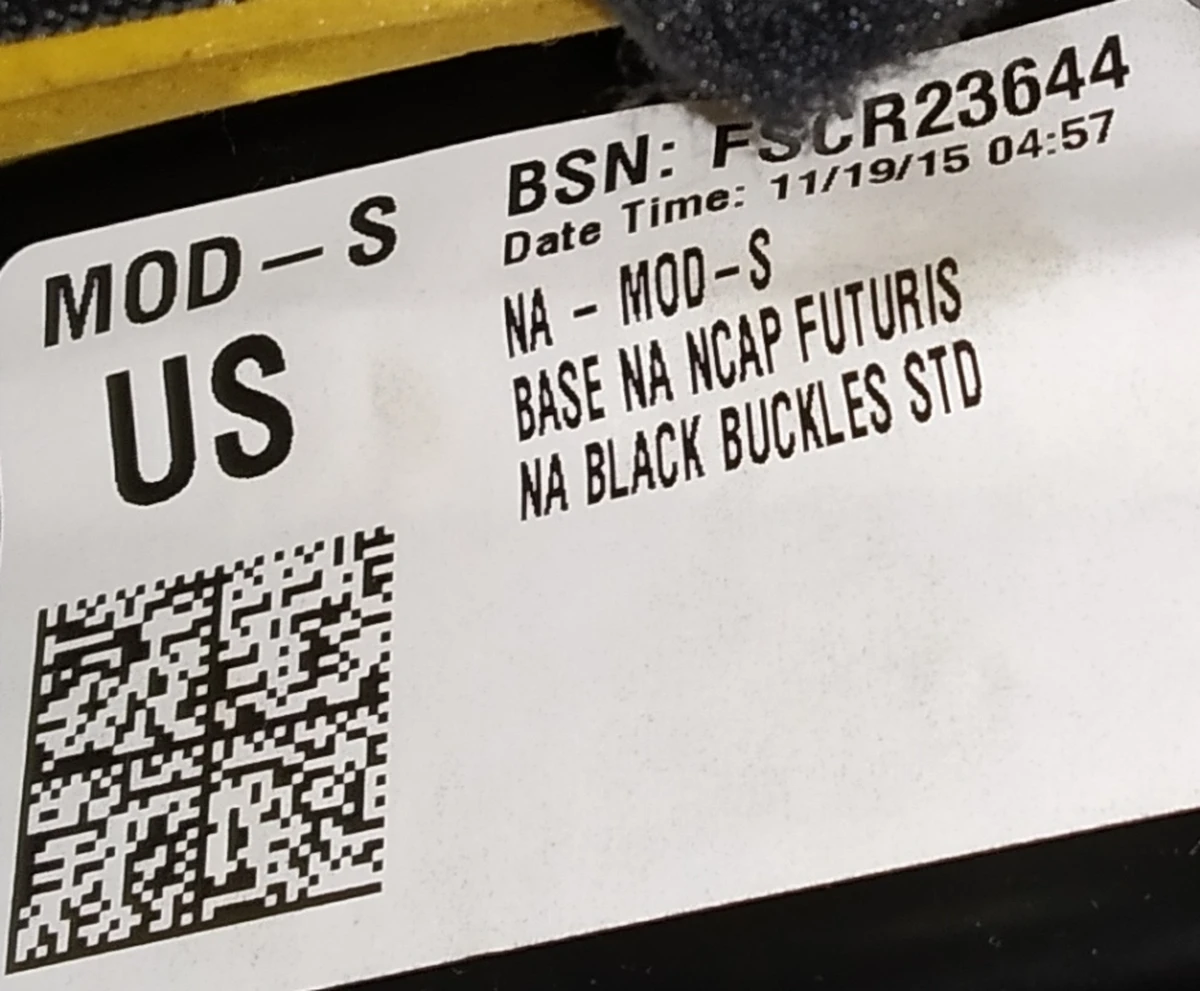 MOD-S
US
BSN: FSCR23644
Date Time: 11/19/15 04:57
NA - MOD-S
BASE NA NCAP FUTURIS
NA BLACK BUCKLES STD